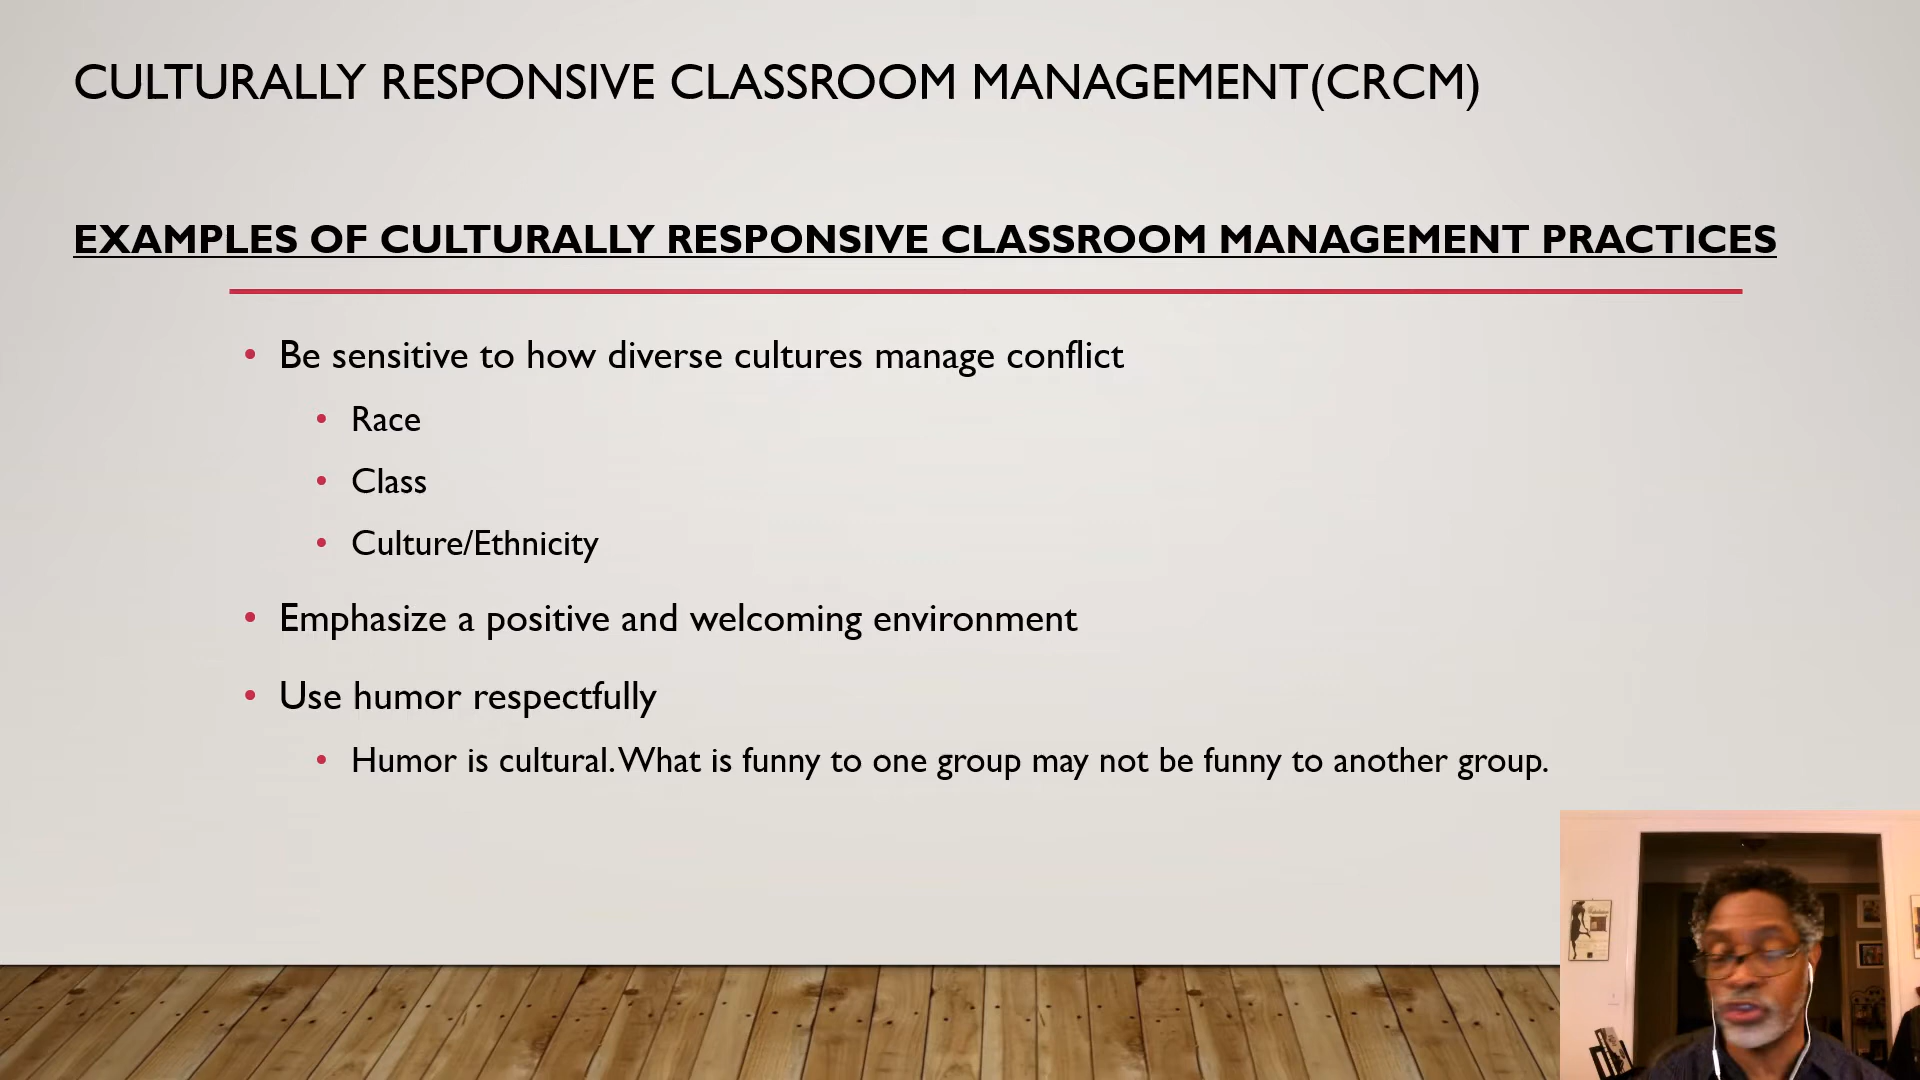 CULTURALLY RESPONSIVE CLASSROOM MANAGEMENT(CRCM)
EXAMPLES OF CULTURALLY RESPONSIVE CLASSROOM MANAGEMENT PRACTICES
• Be sensitive to how diverse cultures manage conflict
• Race
• Class
• Culture/Ethnicity
• Emphasize a positive and welcoming environment
• Use humor respectfully
• Humor is cultural. What is funny to one group may not be funny to another group.